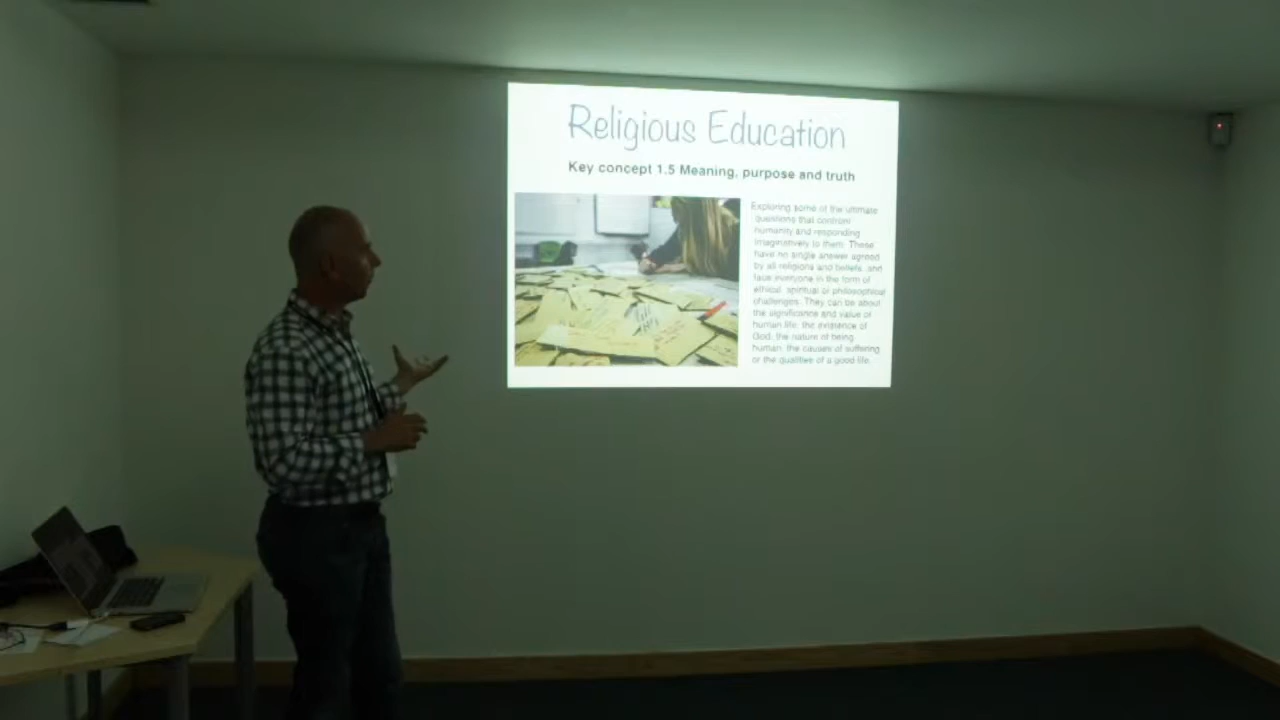 Religious Education
Key concept 1.5 Meaning, purpose and truth
Exploring some of the ultimate
questions that confront
humanity and responding
imaginatively to them. These
have no single answer agreed
by all religions and beliefs, and
face everyone in the form of
ethical, spiritual or philosophical
challenges. They can be about
the significance and value of
human life; the existence of
God; the nature of being
human; the causes of suffering
or the qualities of a good life.